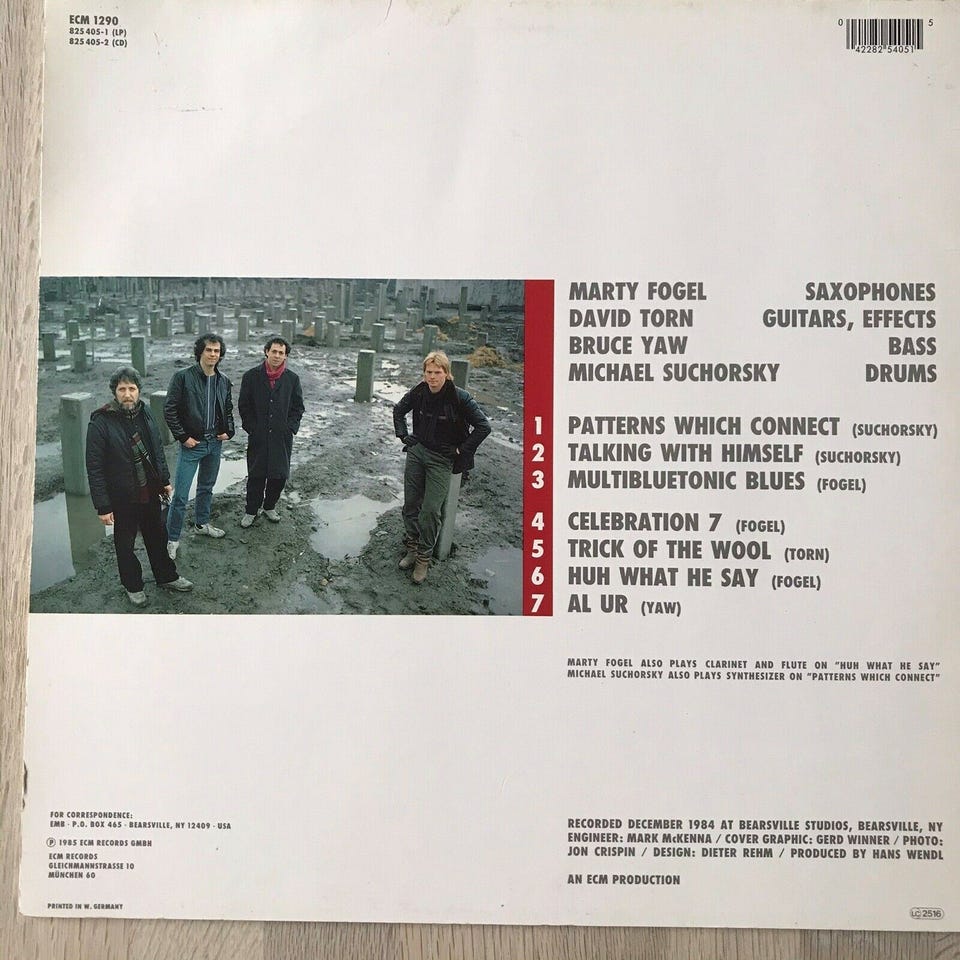 ECM 1290
825 405-1 (LP)
825 405-2 (CD)
0 42282 54051 5
MARTY FOGEL SAXOPHONES
DAVID TORN GUITARS, EFFECTS
BRUCE YAW BASS
MICHAEL SUCHORSKY DRUMS
1 PATTERNS WHICH CONNECT (SUCHORSKY)
2 TALKING WITH HIMSELF (SUCHORSKY)
3 MULTIBLUETONIC BLUES (FOGEL)
4 CELEBRATION 7 (FOGEL)
5 TRICK OF THE WOOL (TORN)
6 HUH WHAT HE SAY (FOGEL)
7 AL UR (YAW)
MARTY FOGEL ALSO PLAYS CLARINET AND FLUTE ON "HUH WHAT HE SAY"
MICHAEL SUCHORSKY ALSO PLAYS SYNTHESIZER ON "PATTERNS WHICH CONNECT"
FOR CORRESPONDENCE:
EMB · P.O. BOX 465 · BEARSVILLE, NY 12409 · USA
Ⓟ 1985 ECM RECORDS GMBH
ECM RECORDS
GLEICHMANNSTRASSE 10
MÜNCHEN 60
PRINTED IN W. GERMANY
RECORDED DECEMBER 1984 AT BEARSVILLE STUDIOS, BEARSVILLE, NY
ENGINEER: MARK McKENNA / COVER GRAPHIC: GERD WINNER / PHOTO:
JON CRISPIN / DESIGN: DIETER REHM / PRODUCED BY HANS WENDL
AN ECM PRODUCTION
LC 2516